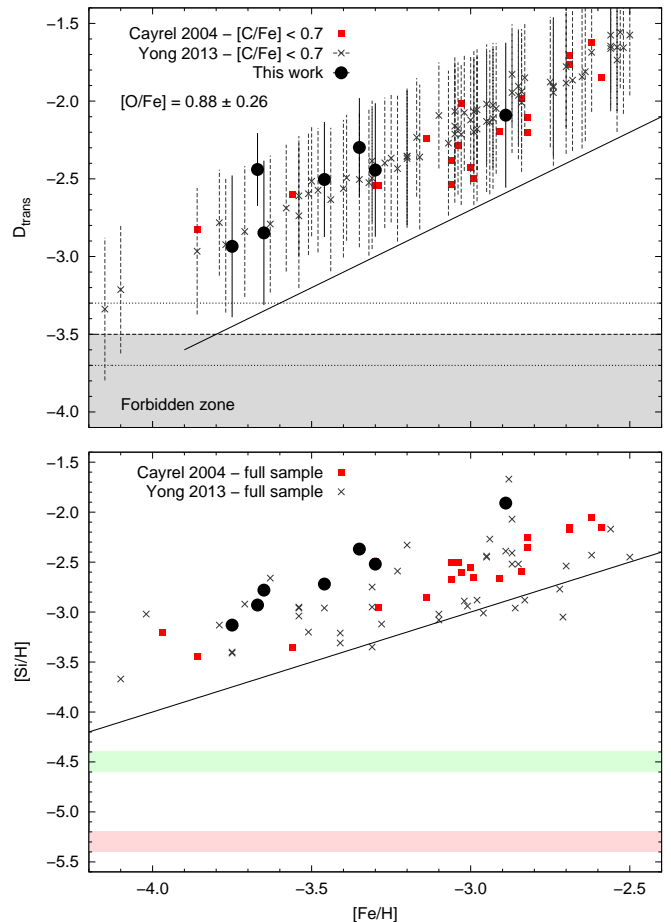 Cayrel 2004 − [C/Fe] < 0.7
Yong 2013 − [C/Fe] < 0.7
This work
[O/Fe] = 0.88 ± 0.26
−1.5
−2.0
−2.5
−3.0
−3.5
−4.0
D_trans
Forbidden zone
Cayrel 2004 − full sample
Yong 2013 − full sample
−1.5
−2.0
−2.5
−3.0
−3.5
−4.0
−4.5
−5.0
−5.5
[Si/H]
−4.0 −3.5 −3.0 −2.5
[Fe/H]